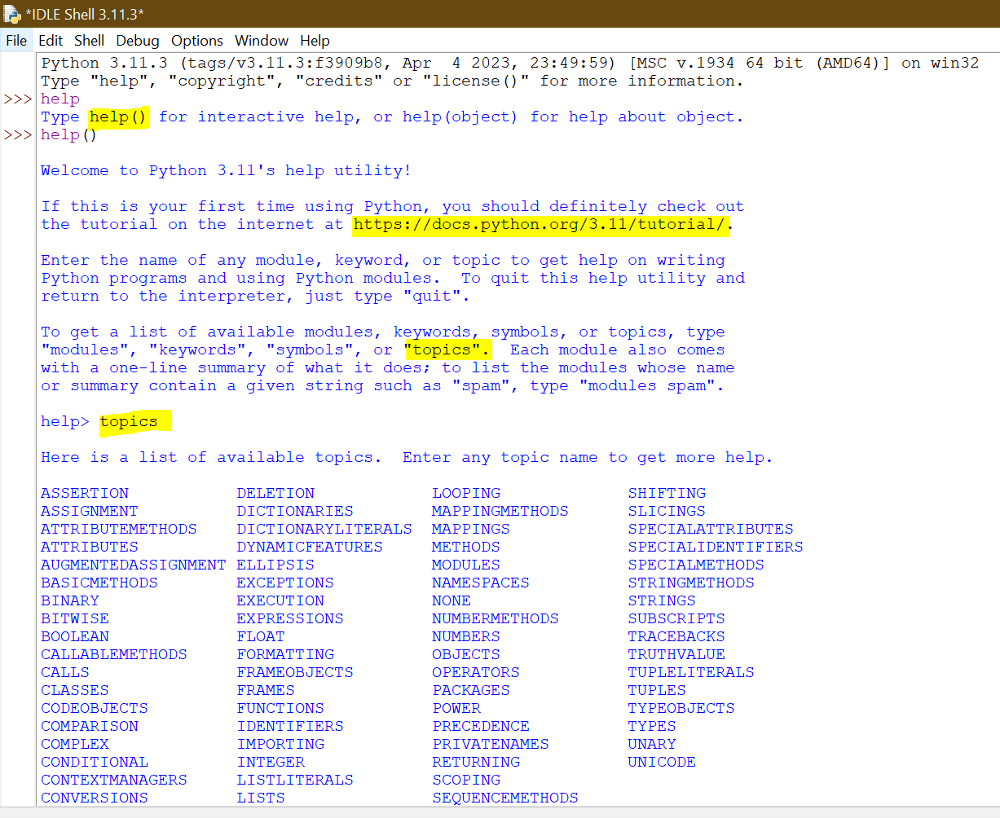 *IDLE Shell 3.11.3*
File Edit Shell Debug Options Window Help
Python 3.11.3 (tags/v3.11.3:f3909b8, Apr  4 2023, 23:49:59) [MSC v.1934 64 bit (AMD64)] on win32
Type "help", "copyright", "credits" or "license()" for more information.
>>> help
Type help() for interactive help, or help(object) for help about object.
>>> help()
Welcome to Python 3.11's help utility!
If this is your first time using Python, you should definitely check out
the tutorial on the internet at https://docs.python.org/3.11/tutorial/.
Enter the name of any module, keyword, or topic to get help on writing
Python programs and using Python modules.  To quit this help utility and
return to the interpreter, just type "quit".
To get a list of available modules, keywords, symbols, or topics, type
"modules", "keywords", "symbols", or "topics".  Each module also comes
with a one-line summary of what it does; to list the modules whose name
or summary contain a given string such as "spam", type "modules spam".
help> topics
Here is a list of available topics.  Enter any topic name to get more help.
ASSERTION DELETION LOOPING SHIFTING
ASSIGNMENT DICTIONARIES MAPPINGMETHODS SLICINGS
ATTRIBUTEMETHODS DICTIONARYLITERALS MAPPINGS SPECIALATTRIBUTES
ATTRIBUTES DYNAMICFEATURES METHODS SPECIALIDENTIFIERS
AUGMENTEDASSIGNMENT ELLIPSIS MODULES SPECIALMETHODS
BASICMETHODS EXCEPTIONS NAMESPACES STRINGMETHODS
BINARY EXECUTION NONE STRINGS
BITWISE EXPRESSIONS NUMBERMETHODS SUBSCRIPTS
BOOLEAN FLOAT NUMBERS TRACEBACKS
CALLABLEMETHODS FORMATTING OBJECTS TRUTHVALUE
CALLS FRAMEOBJECTS OPERATORS TUPLELITERALS
CLASSES FRAMES PACKAGES TUPLES
CODEOBJECTS FUNCTIONS POWER TYPEOBJECTS
COMPARISON IDENTIFIERS PRECEDENCE TYPES
COMPLEX IMPORTING PRIVATENAMES UNARY
CONDITIONAL INTEGER RETURNING UNICODE
CONTEXTMANAGERS LISTLITERALS SCOPING
CONVERSIONS LISTS SEQUENCEMETHODS